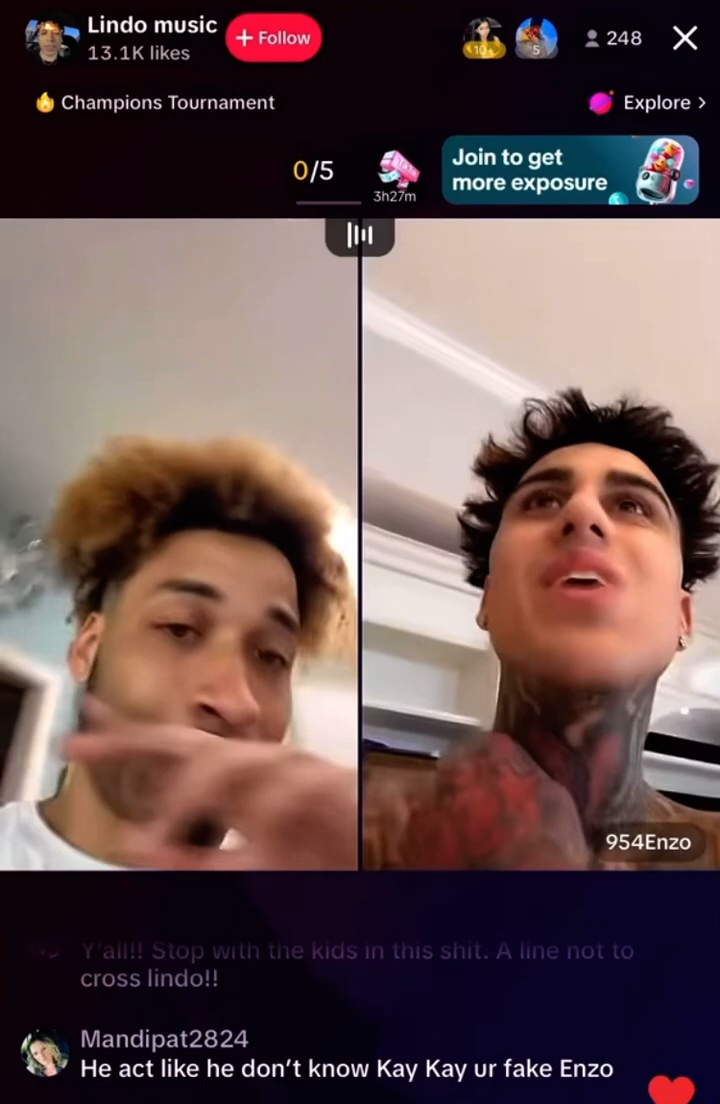 Lindo music
13.1K likes
+ Follow
10+
5
248
Champions Tournament
Explore >
0/5
3h27m
Join to get
more exposure
954Enzo
Y'all!! Stop with the kids in this shit. A line not to
cross lindo!!
Mandipat2824
He act like he don't know Kay Kay ur fake Enzo